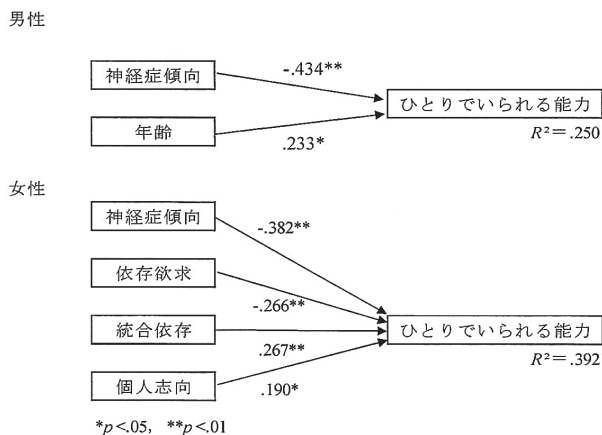 男性
神経症傾向
-.434**
ひとりでいられる能力
年齢
.233*
R²＝.250
女性
神経症傾向
-.382**
依存欲求
-.266**
統合依存
ひとりでいられる能力
.267**
R²＝.392
個人志向
.190*
*p<.05, **p<.01